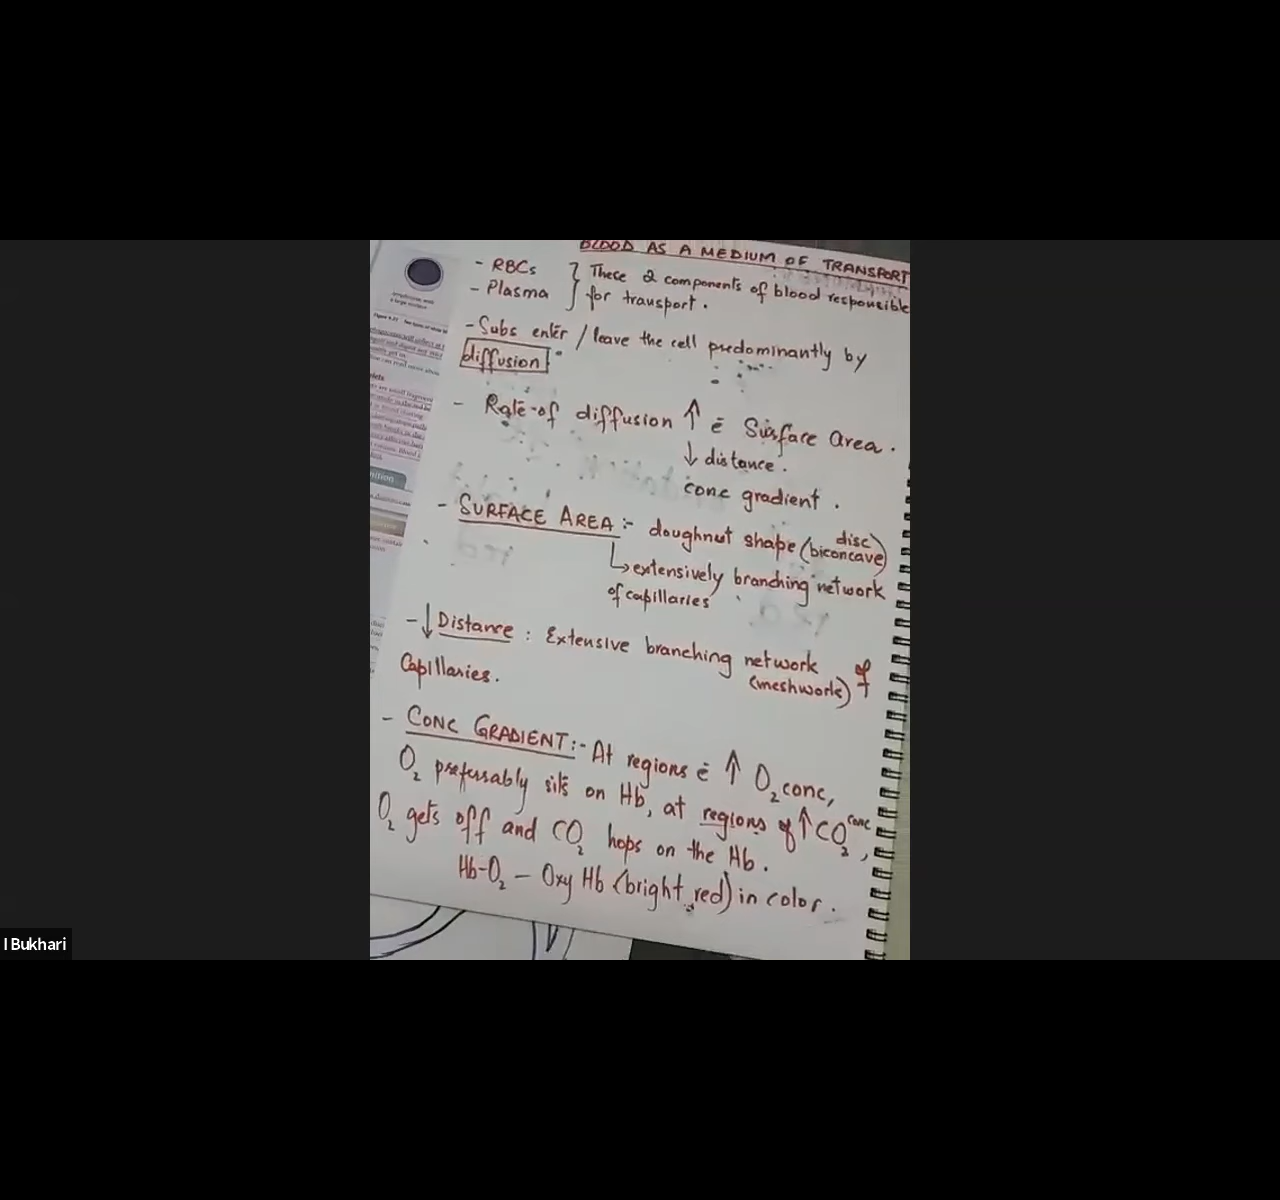 BLOOD AS A MEDIUM OF TRANSPORT
- RBCs } These 2 components of blood responsible
- Plasma } for transport.
- Subs enter / leave the cell predominantly by
diffusion.
- Rate of diffusion ↑ c̄ Surface Area.
↓ distance.
conc gradient.
- SURFACE AREA :- doughnut shape (biconcave disc)
↳ extensively branching network
of capillaries
- ↓ Distance : Extensive branching network of
(meshwork)
Capillaries.
- CONC GRADIENT :- At regions c̄ ↑ O₂ conc,
O₂ prefersably sits on Hb, at regions of ↑ CO₂ conc,
O₂ gets off and CO₂ hops on the Hb.
Hb-O₂ – Oxy Hb (bright red) in color.
I Bukhari